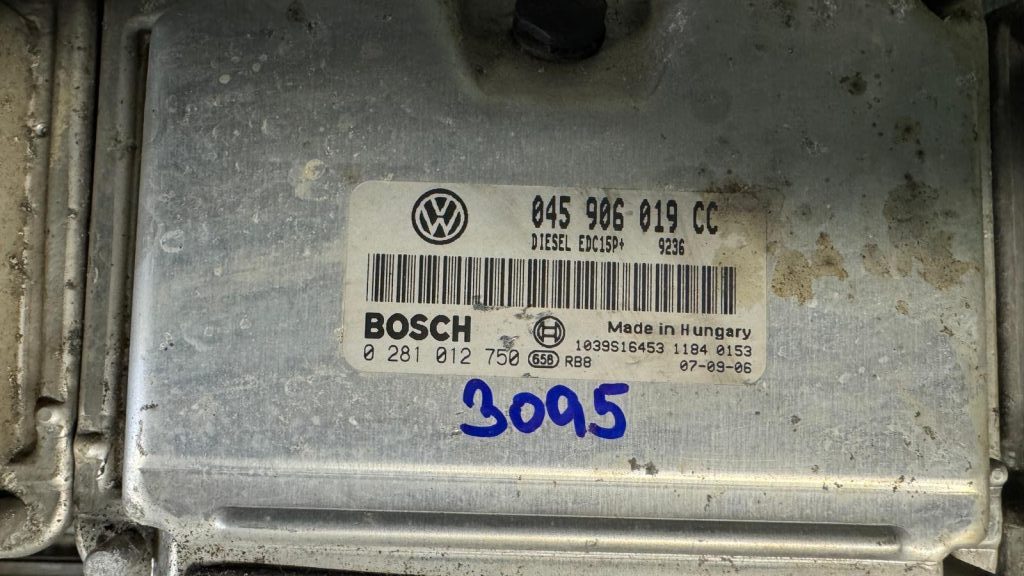 045 906 019 CC
DIESEL EDC15P+ 9236
BOSCH
Made in Hungary
1039S16453 1184 0153
0 281 012 750 658 RB8 07-09-06
3095